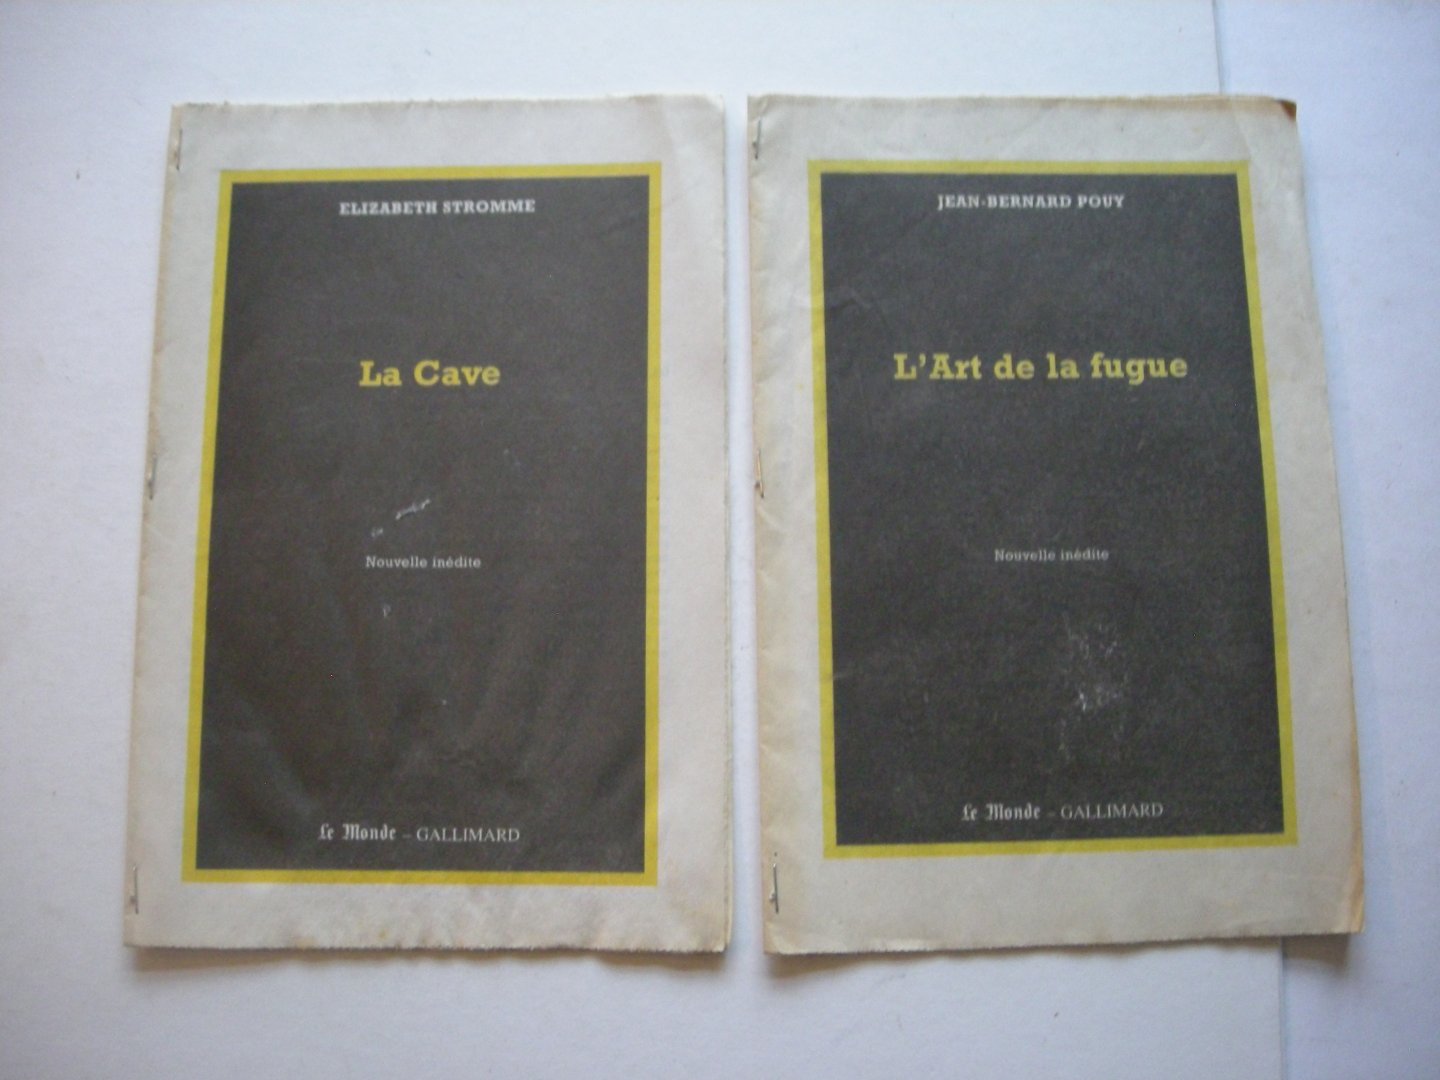 ELIZABETH STROMME
La Cave
Nouvelle inédite
Le Monde – GALLIMARD
JEAN-BERNARD POUY
L'Art de la fugue
Nouvelle inédite
Le Monde – GALLIMARD